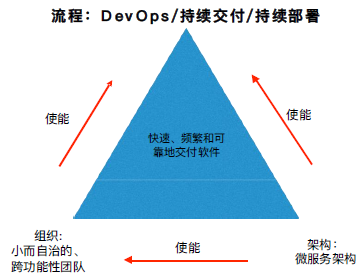 流程：DevOps/持续交付/持续部署
使能
使能
快速、频繁和可
靠地交付软件
组织:
小而自治的、
跨功能性团队
使能
架构：
微服务架构